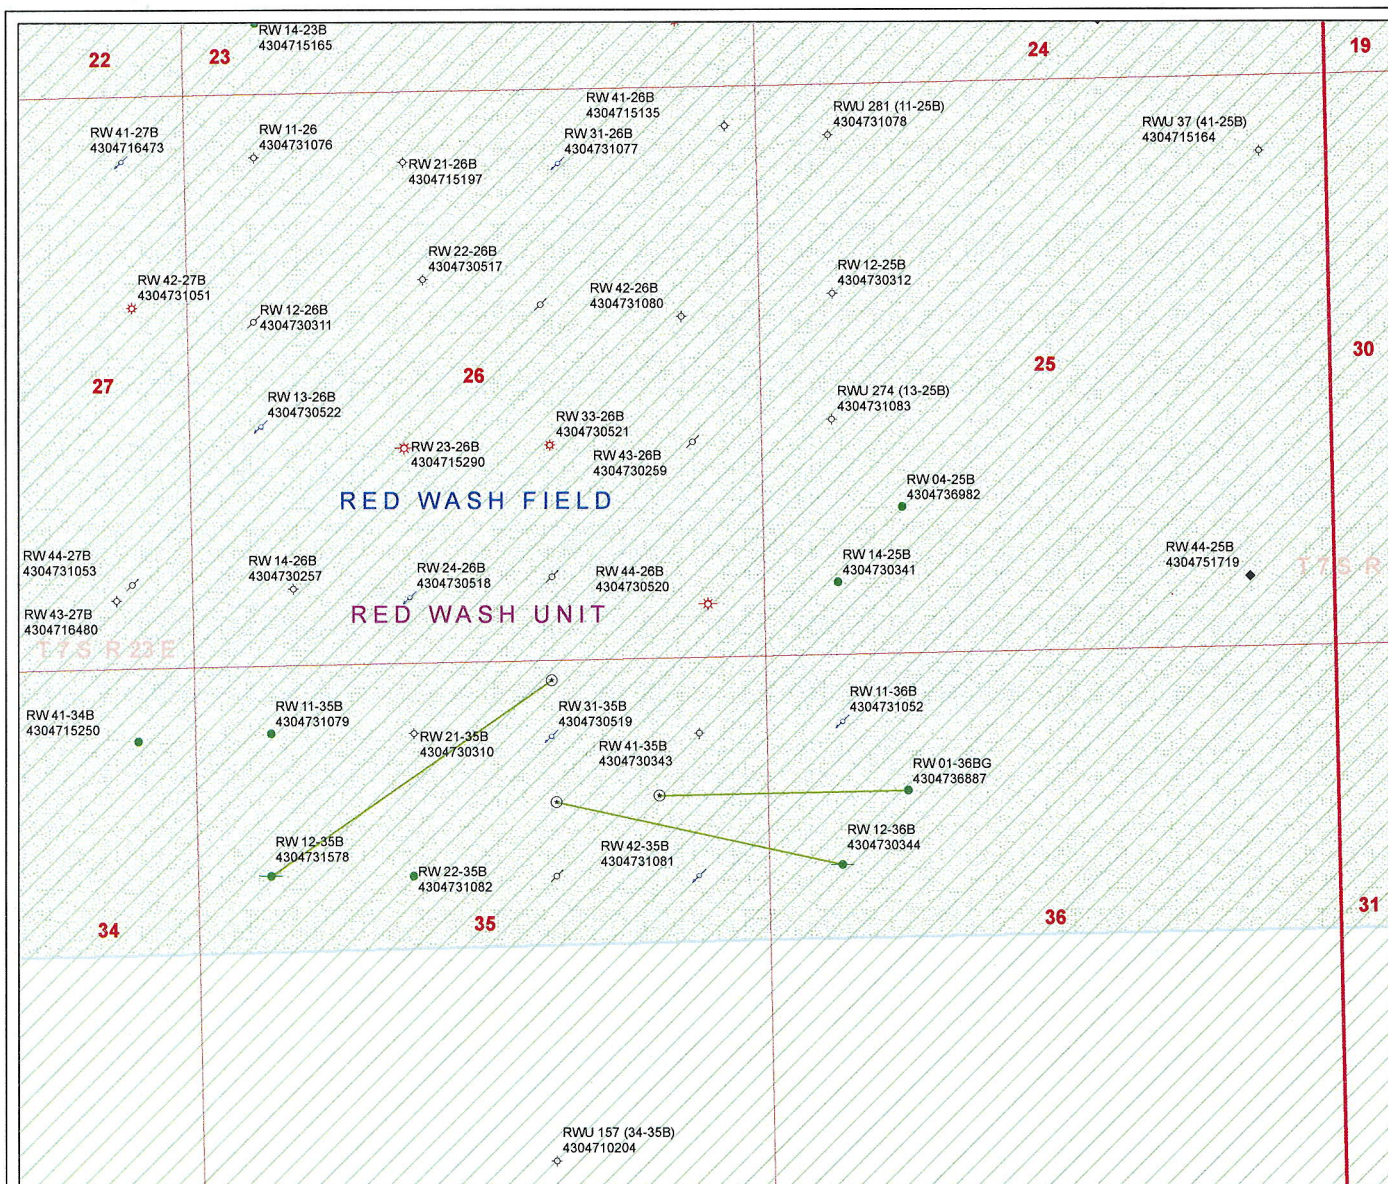 RW 14-23B
4304715165
22
23
24
19
RW 41-26B
4304715135
RWU 281 (11-25B)
4304731078
RWU 37 (41-25B)
4304715164
RW 41-27B
4304716473
RW 11-26
4304731076
RW 31-26B
4304731077
RW 21-26B
4304715197
RW 22-26B
4304730517
RW 12-25B
4304730312
RW 42-27B
4304731051
RW 42-26B
4304731080
RW 12-26B
4304730311
30
25
26
27
RW 13-26B
4304730522
RWU 274 (13-25B)
4304731083
RW 33-26B
4304730521
RW 23-26B
4304715290
RW 43-26B
4304730259
RW 04-25B
4304736982
RED WASH FIELD
RW 44-27B
4304731053
RW 14-26B
4304730257
RW 24-26B
4304730518
RW 44-26B
4304730520
RW 14-25B
4304730341
RW 44-25B
4304751719
T 7 S R
RW 43-27B
4304716480
RED WASH UNIT
T 7 S R 23 E
RW 41-34B
4304715250
RW 11-35B
4304731079
RW 21-35B
4304730310
RW 31-35B
4304730519
RW 41-35B
4304730343
RW 11-36B
4304731052
RW 01-36BG
4304736887
RW 12-35B
4304731578
RW 22-35B
4304731082
RW 42-35B
4304731081
RW 12-36B
4304730344
34
35
36
31
RWU 157 (34-35B)
4304710204